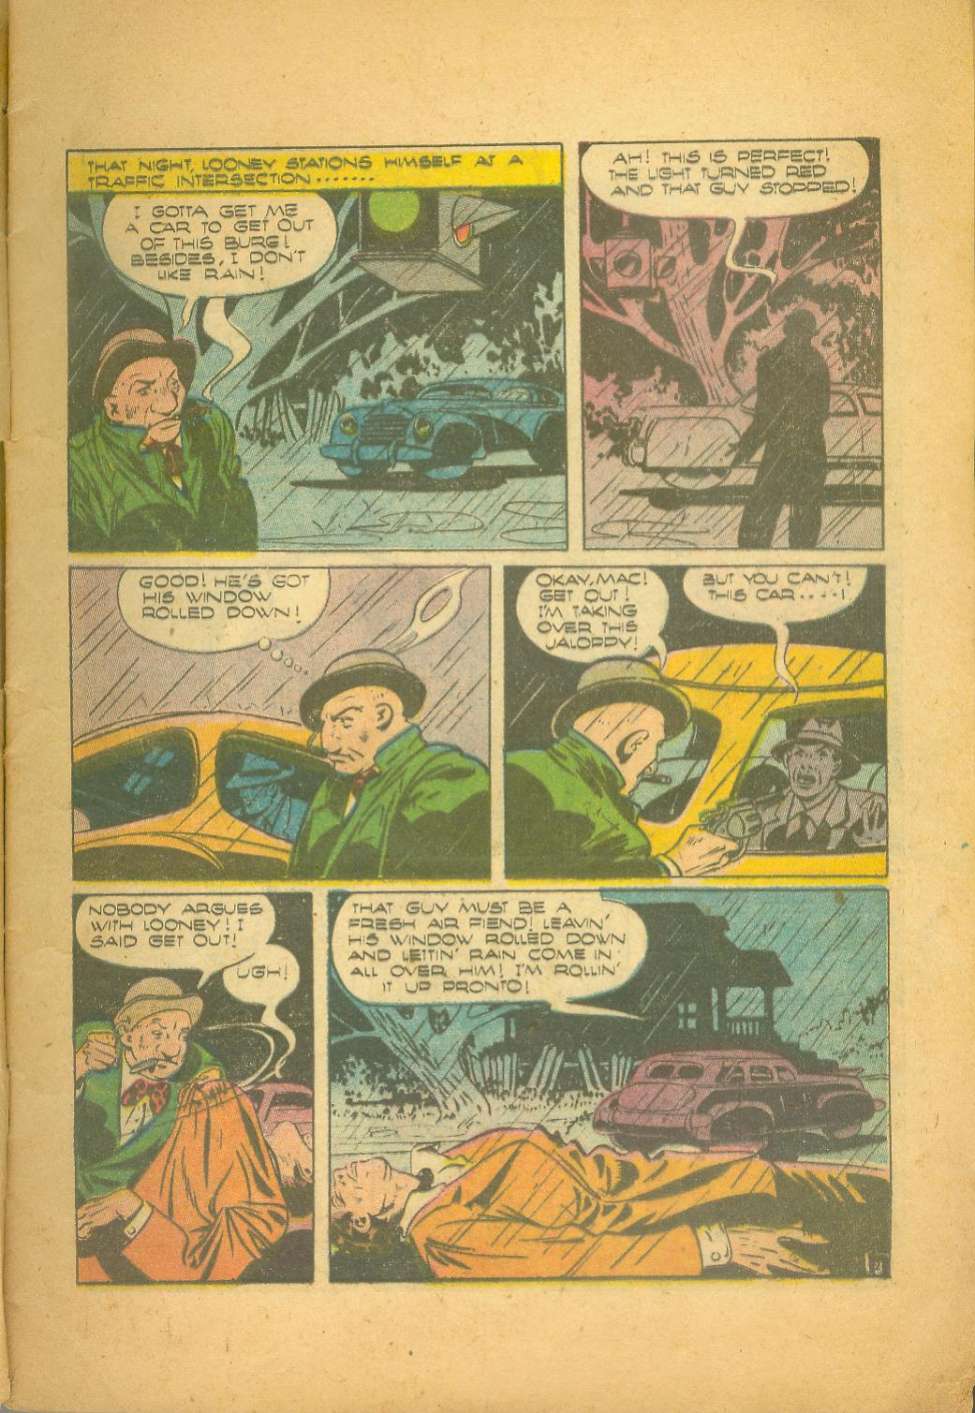 THAT NIGHT, LOONEY STATIONS HIMSELF AT A
TRAFFIC INTERSECTION.......
I GOTTA GET ME
A CAR TO GET OUT
OF THIS BURG!
BESIDES, I DON'T
LIKE RAIN!
AH! THIS IS PERFECT!
THE LIGHT TURNED RED
AND THAT GUY STOPPED!
GOOD! HE'S GOT
HIS WINDOW
ROLLED DOWN!
OKAY, MAC!
GET OUT!
I'M TAKING
OVER THIS
JALOPPY!
BUT YOU CAN'T!
THIS CAR....!
NOBODY ARGUES
WITH LOONEY! I
SAID GET OUT!
UGH!
THAT GUY MUST BE A
FRESH AIR FIEND! LEAVIN'
HIS WINDOW ROLLED DOWN
AND LETTIN' RAIN COME IN
ALL OVER HIM! I'M ROLLIN'
IT UP PRONTO!
3